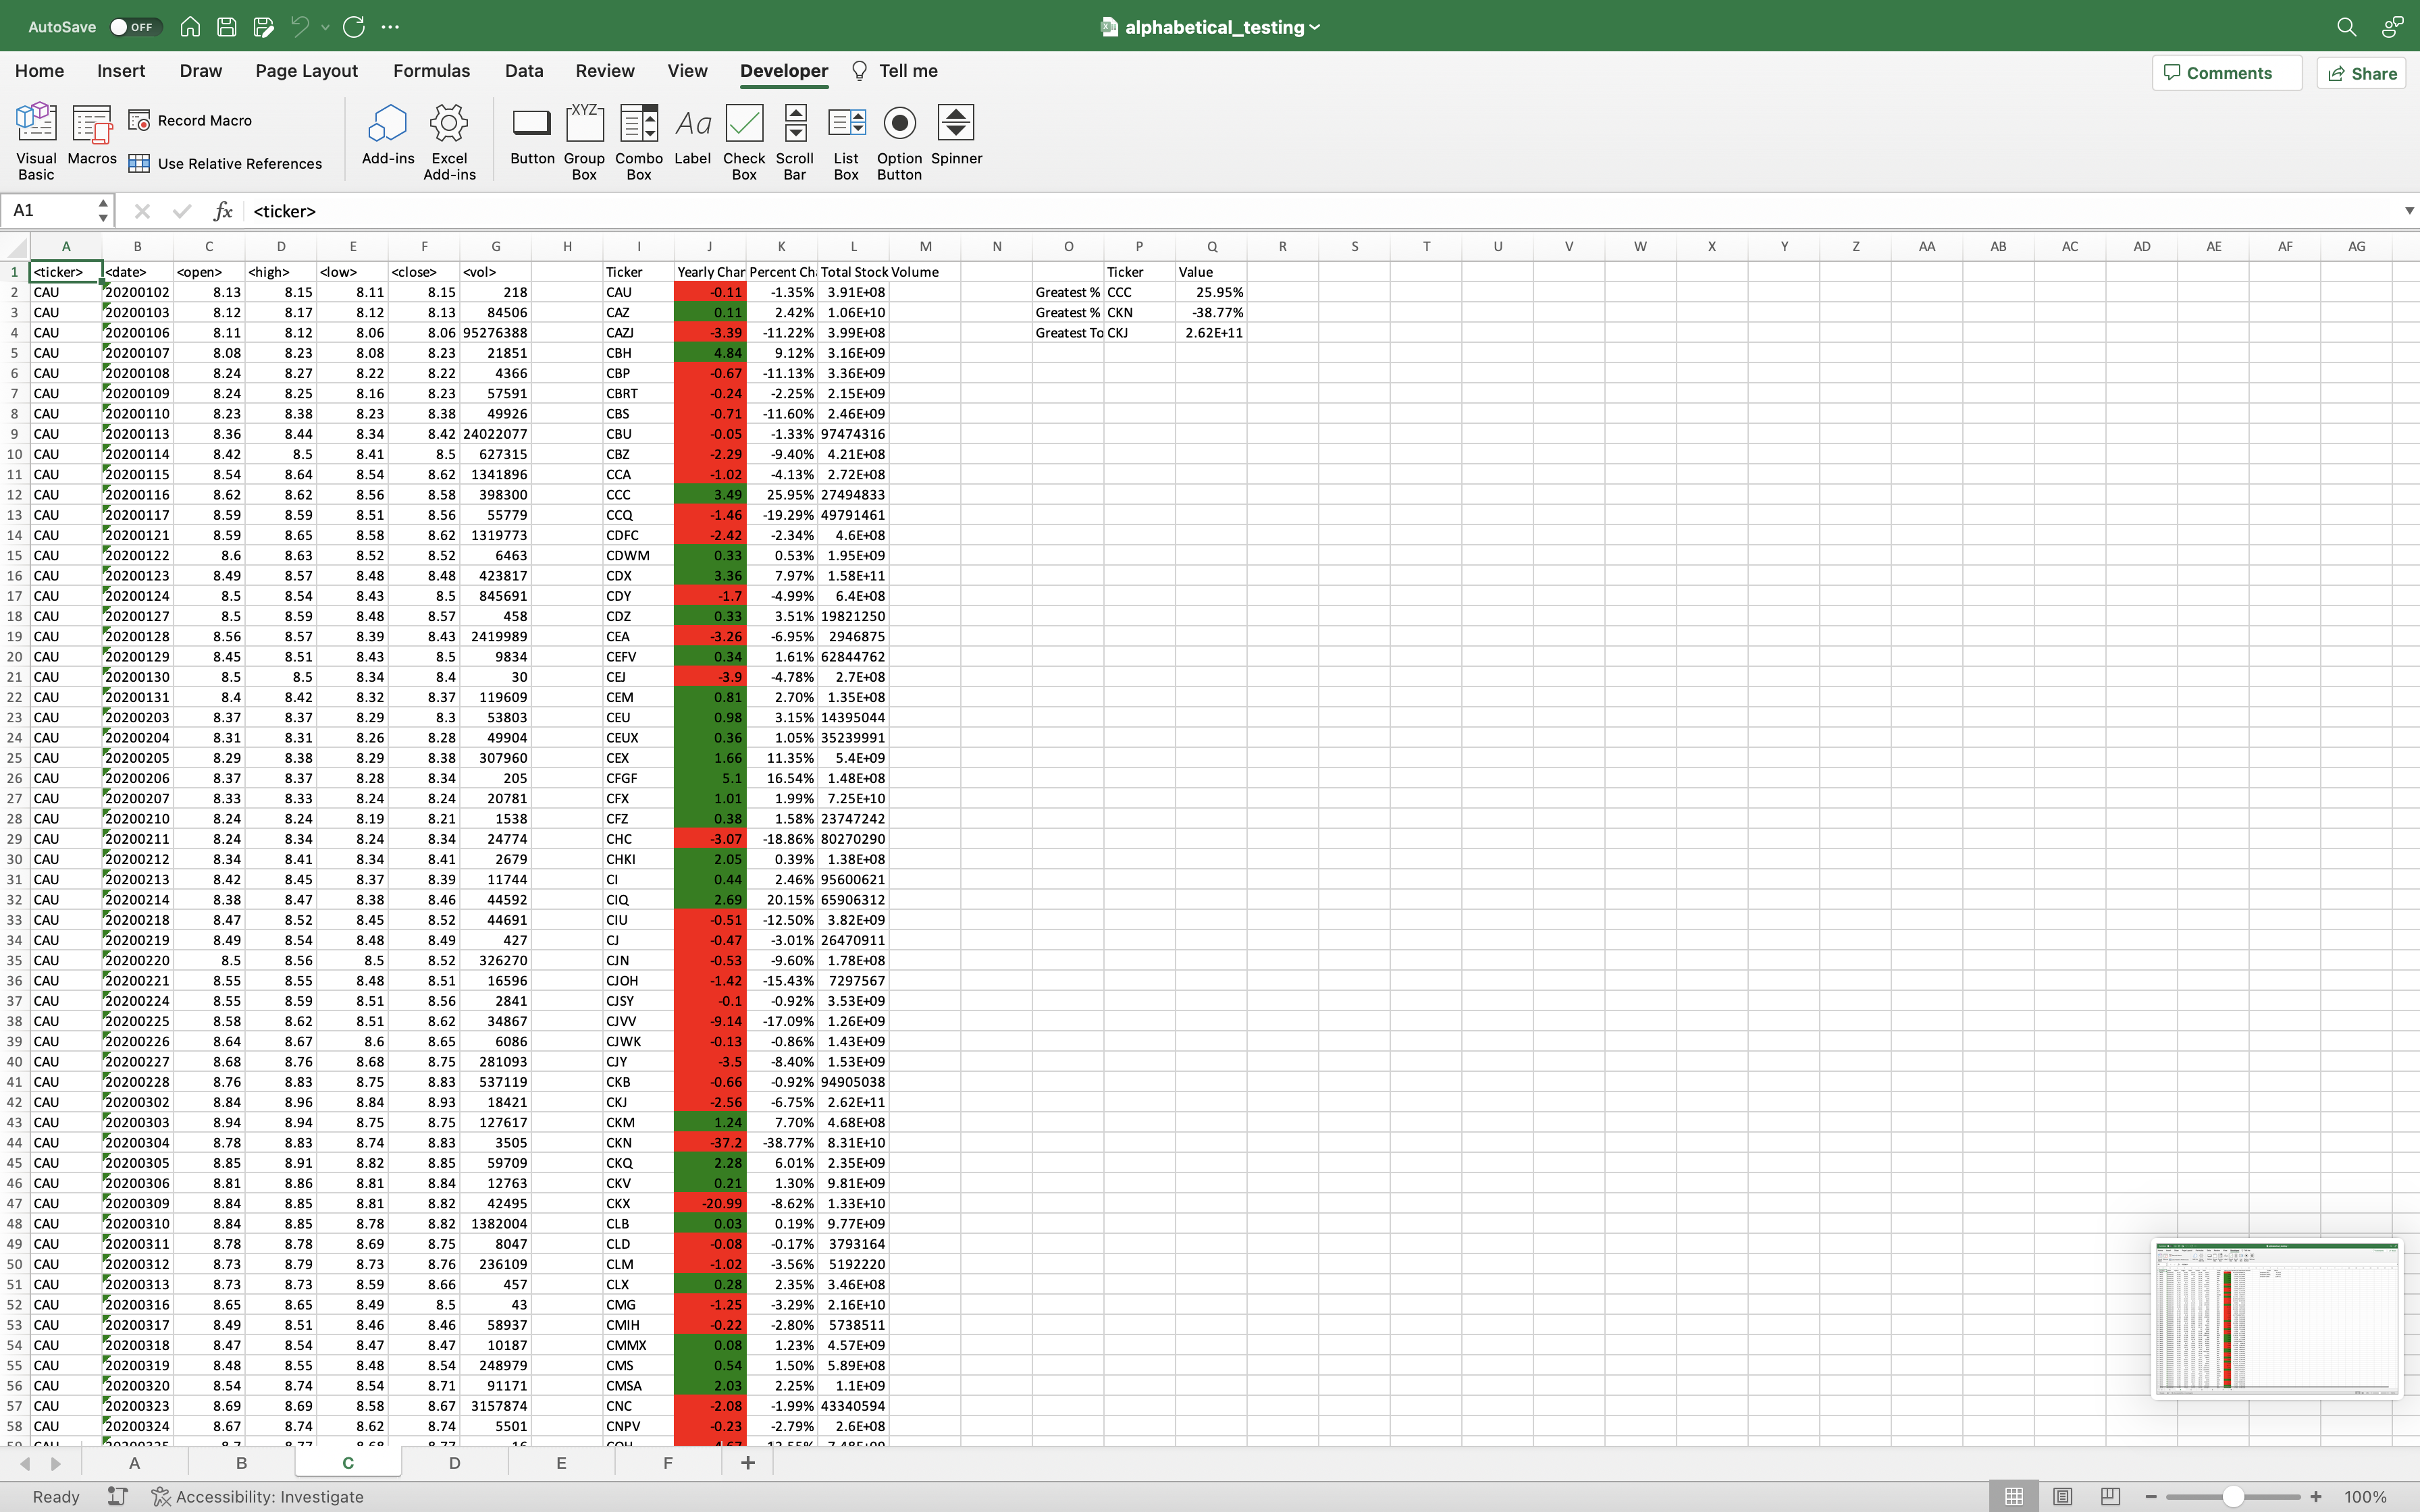 AutoSave OFF alphabetical_testing
Home Insert Draw Page Layout Formulas Data Review View Developer Tell me Comments Share
Visual Basic Macros Record Macro Use Relative References Add-ins Excel Add-ins Button Group Box Combo Box Label Check Box Scroll Bar List Box Option Button Spinner
XYZ Aa
A1 fx <ticker>
A B C D E F G H I J K L M N O P Q R S T U V W X Y Z AA AB AC AD AE AF AG
1 <ticker> <date> <open> <high> <low> <close> <vol> Ticker Yearly Char Percent Ch Total Stock Volume Ticker Value
2 CAU 20200102 8.13 8.15 8.11 8.15 218 CAU -0.11 -1.35% 3.91E+08 Greatest % CCC 25.95%
3 CAU 20200103 8.12 8.17 8.12 8.13 84506 CAZ 0.11 2.42% 1.06E+10 Greatest % CKN -38.77%
4 CAU 20200106 8.11 8.12 8.06 8.06 95276388 CAZJ -3.39 -11.22% 3.99E+08 Greatest To CKJ 2.62E+11
5 CAU 20200107 8.08 8.23 8.08 8.23 21851 CBH 4.84 9.12% 3.16E+09
6 CAU 20200108 8.24 8.27 8.22 8.22 4366 CBP -0.67 -11.13% 3.36E+09
7 CAU 20200109 8.24 8.25 8.16 8.23 57591 CBRT -0.24 -2.25% 2.15E+09
8 CAU 20200110 8.23 8.38 8.23 8.38 49926 CBS -0.71 -11.60% 2.46E+09
9 CAU 20200113 8.36 8.44 8.34 8.42 24022077 CBU -0.05 -1.33% 97474316
10 CAU 20200114 8.42 8.5 8.41 8.5 627315 CBZ -2.29 -9.40% 4.21E+08
11 CAU 20200115 8.54 8.64 8.54 8.62 1341896 CCA -1.02 -4.13% 2.72E+08
12 CAU 20200116 8.62 8.62 8.56 8.58 398300 CCC 3.49 25.95% 27494833
13 CAU 20200117 8.59 8.59 8.51 8.56 55779 CCQ -1.46 -19.29% 49791461
14 CAU 20200121 8.59 8.65 8.58 8.62 1319773 CDFC -2.42 -2.34% 4.6E+08
15 CAU 20200122 8.6 8.63 8.52 8.52 6463 CDWM 0.33 0.53% 1.95E+09
16 CAU 20200123 8.49 8.57 8.48 8.48 423817 CDX 3.36 7.97% 1.58E+11
17 CAU 20200124 8.5 8.54 8.43 8.5 845691 CDY -1.7 -4.99% 6.4E+08
18 CAU 20200127 8.5 8.59 8.48 8.57 458 CDZ 0.33 3.51% 19821250
19 CAU 20200128 8.56 8.57 8.39 8.43 2419989 CEA -3.26 -6.95% 2946875
20 CAU 20200129 8.45 8.51 8.43 8.5 9834 CEFV 0.34 1.61% 62844762
21 CAU 20200130 8.5 8.5 8.34 8.4 30 CEJ -3.9 -4.78% 2.7E+08
22 CAU 20200131 8.4 8.42 8.32 8.37 119609 CEM 0.81 2.70% 1.35E+08
23 CAU 20200203 8.37 8.37 8.29 8.3 53803 CEU 0.98 3.15% 14395044
24 CAU 20200204 8.31 8.31 8.26 8.28 49904 CEUX 0.36 1.05% 35239991
25 CAU 20200205 8.29 8.38 8.29 8.38 307960 CEX 1.66 11.35% 5.4E+09
26 CAU 20200206 8.37 8.37 8.28 8.34 205 CFGF 5.1 16.54% 1.48E+08
27 CAU 20200207 8.33 8.33 8.24 8.24 20781 CFX 1.01 1.99% 7.25E+10
28 CAU 20200210 8.24 8.24 8.19 8.21 1538 CFZ 0.38 1.58% 23747242
29 CAU 20200211 8.24 8.34 8.24 8.34 24774 CHC -3.07 -18.86% 80270290
30 CAU 20200212 8.34 8.41 8.34 8.41 2679 CHKI 2.05 0.39% 1.38E+08
31 CAU 20200213 8.42 8.45 8.37 8.39 11744 CI 0.44 2.46% 95600621
32 CAU 20200214 8.38 8.47 8.38 8.46 44592 CIQ 2.69 20.15% 65906312
33 CAU 20200218 8.47 8.52 8.45 8.52 44691 CIU -0.51 -12.50% 3.82E+09
34 CAU 20200219 8.49 8.54 8.48 8.49 427 CJ -0.47 -3.01% 26470911
35 CAU 20200220 8.5 8.56 8.5 8.52 326270 CJN -0.53 -9.60% 1.78E+08
36 CAU 20200221 8.55 8.55 8.48 8.51 16596 CJOH -1.42 -15.43% 7297567
37 CAU 20200224 8.55 8.59 8.51 8.56 2841 CJSY -0.1 -0.92% 3.53E+09
38 CAU 20200225 8.58 8.62 8.51 8.62 34867 CJVV -9.14 -17.09% 1.26E+09
39 CAU 20200226 8.64 8.67 8.6 8.65 6086 CJWK -0.13 -0.86% 1.43E+09
40 CAU 20200227 8.68 8.76 8.68 8.75 281093 CJY -3.5 -8.40% 1.53E+09
41 CAU 20200228 8.76 8.83 8.75 8.83 537119 CKB -0.66 -0.92% 94905038
42 CAU 20200302 8.84 8.96 8.84 8.93 18421 CKJ -2.56 -6.75% 2.62E+11
43 CAU 20200303 8.94 8.94 8.75 8.75 127617 CKM 1.24 7.70% 4.68E+08
44 CAU 20200304 8.78 8.83 8.74 8.83 3505 CKN -37.2 -38.77% 8.31E+10
45 CAU 20200305 8.85 8.91 8.82 8.85 59709 CKQ 2.28 6.01% 2.35E+09
46 CAU 20200306 8.81 8.86 8.81 8.84 12763 CKV 0.21 1.30% 9.81E+09
47 CAU 20200309 8.84 8.85 8.81 8.82 42495 CKX -20.99 -8.62% 1.33E+10
48 CAU 20200310 8.84 8.85 8.78 8.82 1382004 CLB 0.03 0.19% 9.77E+09
49 CAU 20200311 8.78 8.78 8.69 8.75 8047 CLD -0.08 -0.17% 3793164
50 CAU 20200312 8.73 8.79 8.73 8.76 236109 CLM -1.02 -3.56% 5192220
51 CAU 20200313 8.73 8.73 8.59 8.66 457 CLX 0.28 2.35% 3.46E+08
52 CAU 20200316 8.65 8.65 8.49 8.5 43 CMG -1.25 -3.29% 2.16E+10
53 CAU 20200317 8.49 8.51 8.46 8.46 58937 CMIH -0.22 -2.80% 5738511
54 CAU 20200318 8.47 8.54 8.47 8.47 10187 CMMX 0.08 1.23% 4.57E+09
55 CAU 20200319 8.48 8.55 8.48 8.54 248979 CMS 0.54 1.50% 5.89E+08
56 CAU 20200320 8.54 8.74 8.54 8.71 91171 CMSA 2.03 2.25% 1.1E+09
57 CAU 20200323 8.69 8.69 8.58 8.67 3157874 CNC -2.08 -1.99% 43340594
58 CAU 20200324 8.67 8.74 8.62 8.74 5501 CNPV -0.23 -2.79% 2.6E+08
A B C D E F +
Ready Accessibility: Investigate 100%